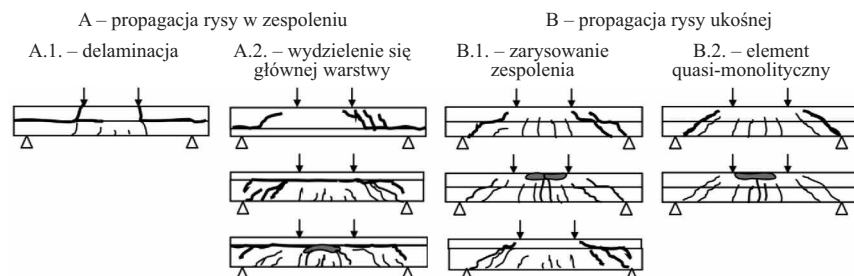 A – propagacja rysy w zespoleniu
B – propagacja rysy ukośnej
A.1. – delaminacja
A.2. – wydzielenie się
głównej warstwy
B.1. – zarysowanie
zespolenia
B.2. – element
quasi-monolityczny